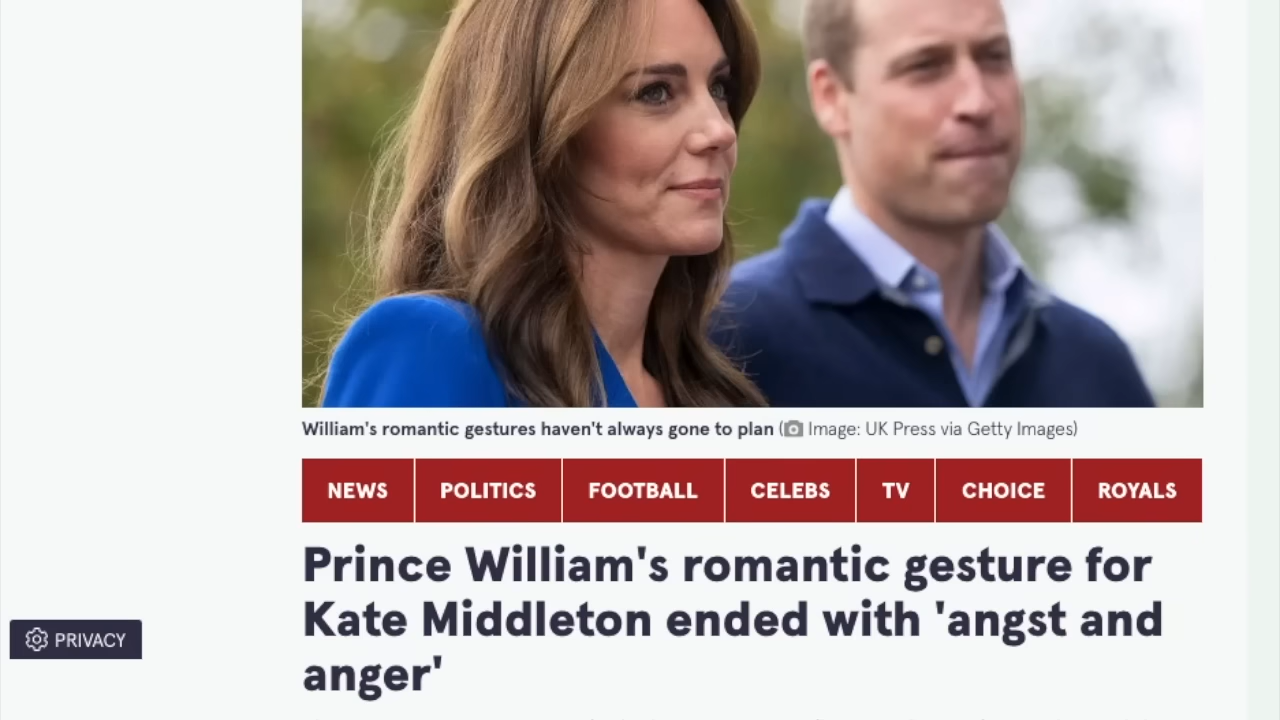 William's romantic gestures haven't always gone to plan (Image: UK Press via Getty Images)
NEWS POLITICS FOOTBALL CELEBS TV CHOICE ROYALS
Prince William's romantic gesture for
Kate Middleton ended with 'angst and
anger'
PRIVACY